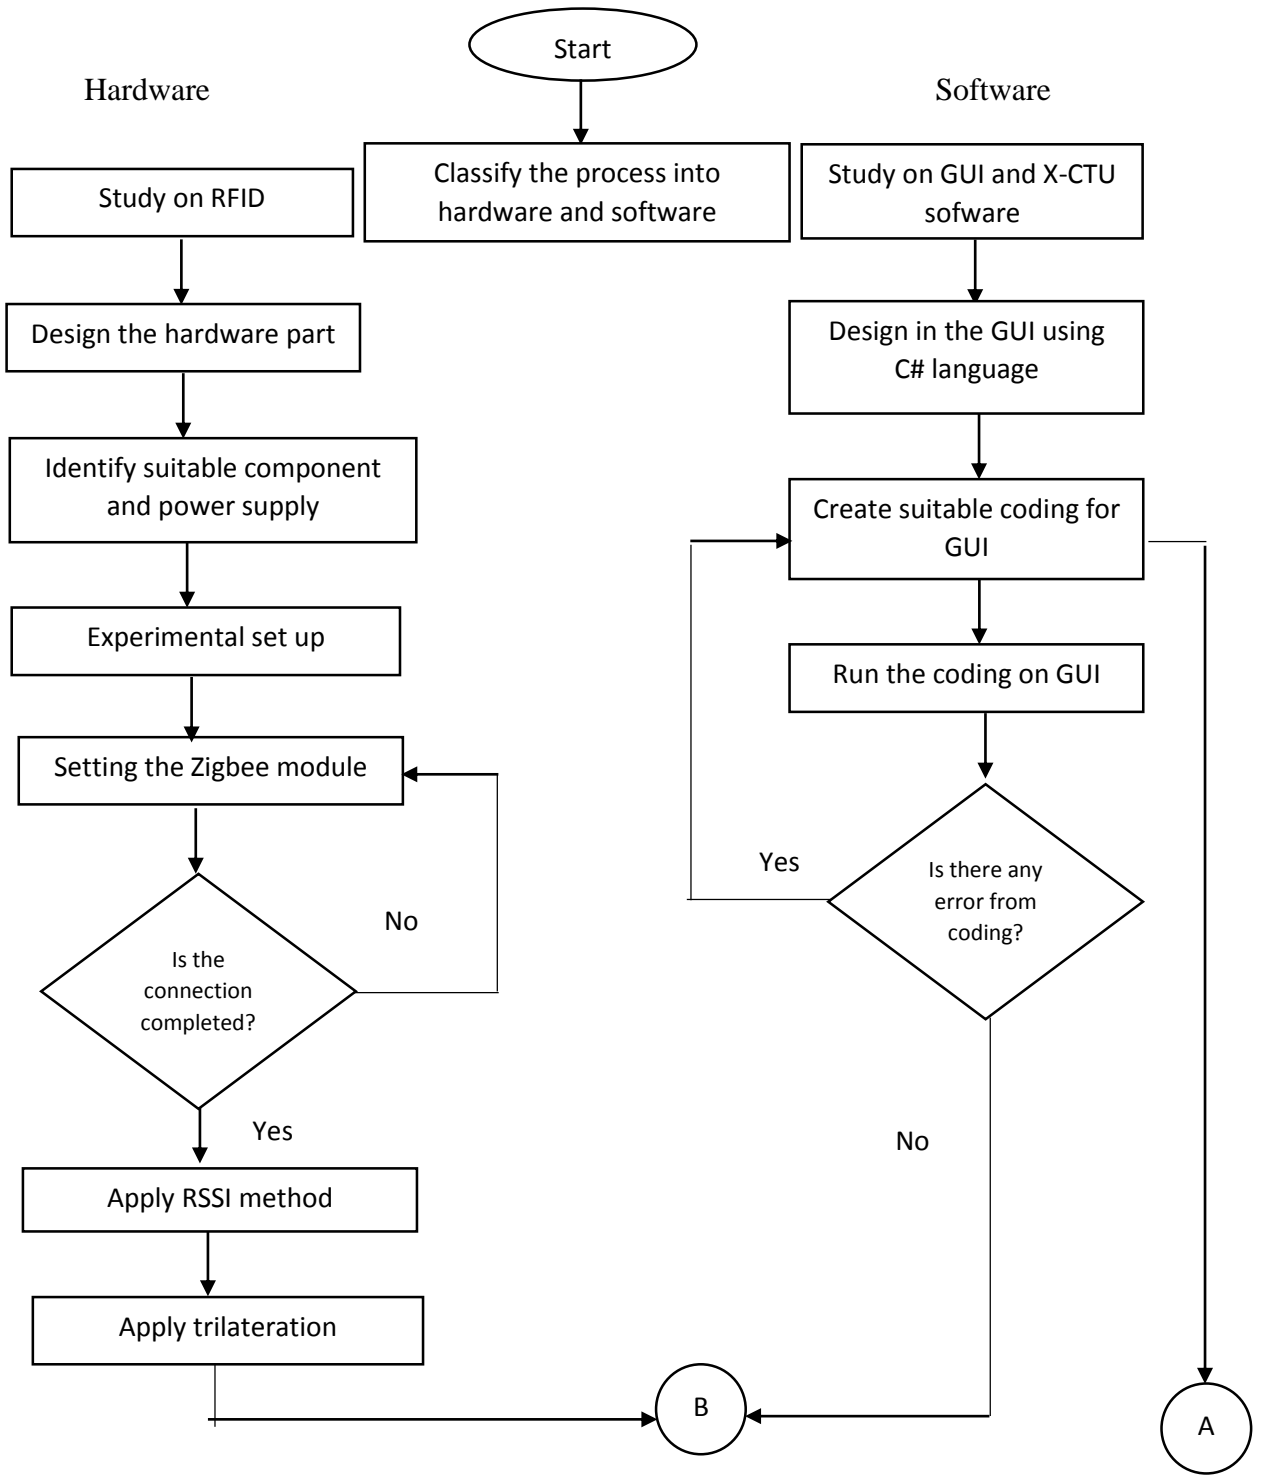 Start
Hardware
Software
Classify the process into
hardware and software
Study on RFID
Design the hardware part
Identify suitable component
and power supply
Experimental set up
Setting the Zigbee module
No
Is the
connection
completed?
Yes
Apply RSSI method
Apply trilateration
Study on GUI and X-CTU
sofware
Design in the GUI using
C# language
Create suitable coding for
GUI
Run the coding on GUI
Yes
Is there any
error from
coding?
No
B
A